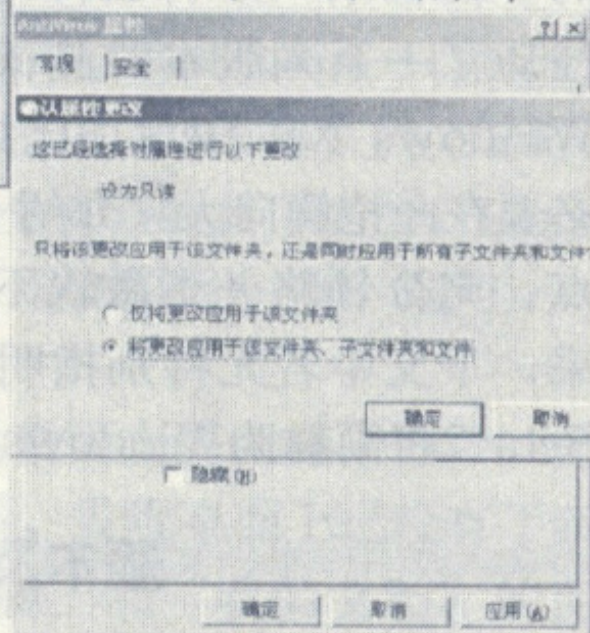 AntiVirus 属性
常规 安全
确认属性更改
您已经选择对属性进行以下更改
设为只读
只将该更改应用于该文件夹，还是同时应用于所有子文件夹和文件
仅将更改应用于该文件夹
将更改应用于该文件夹、子文件夹和文件
确定 取消
隐藏(H)
确定 取消 应用(A)